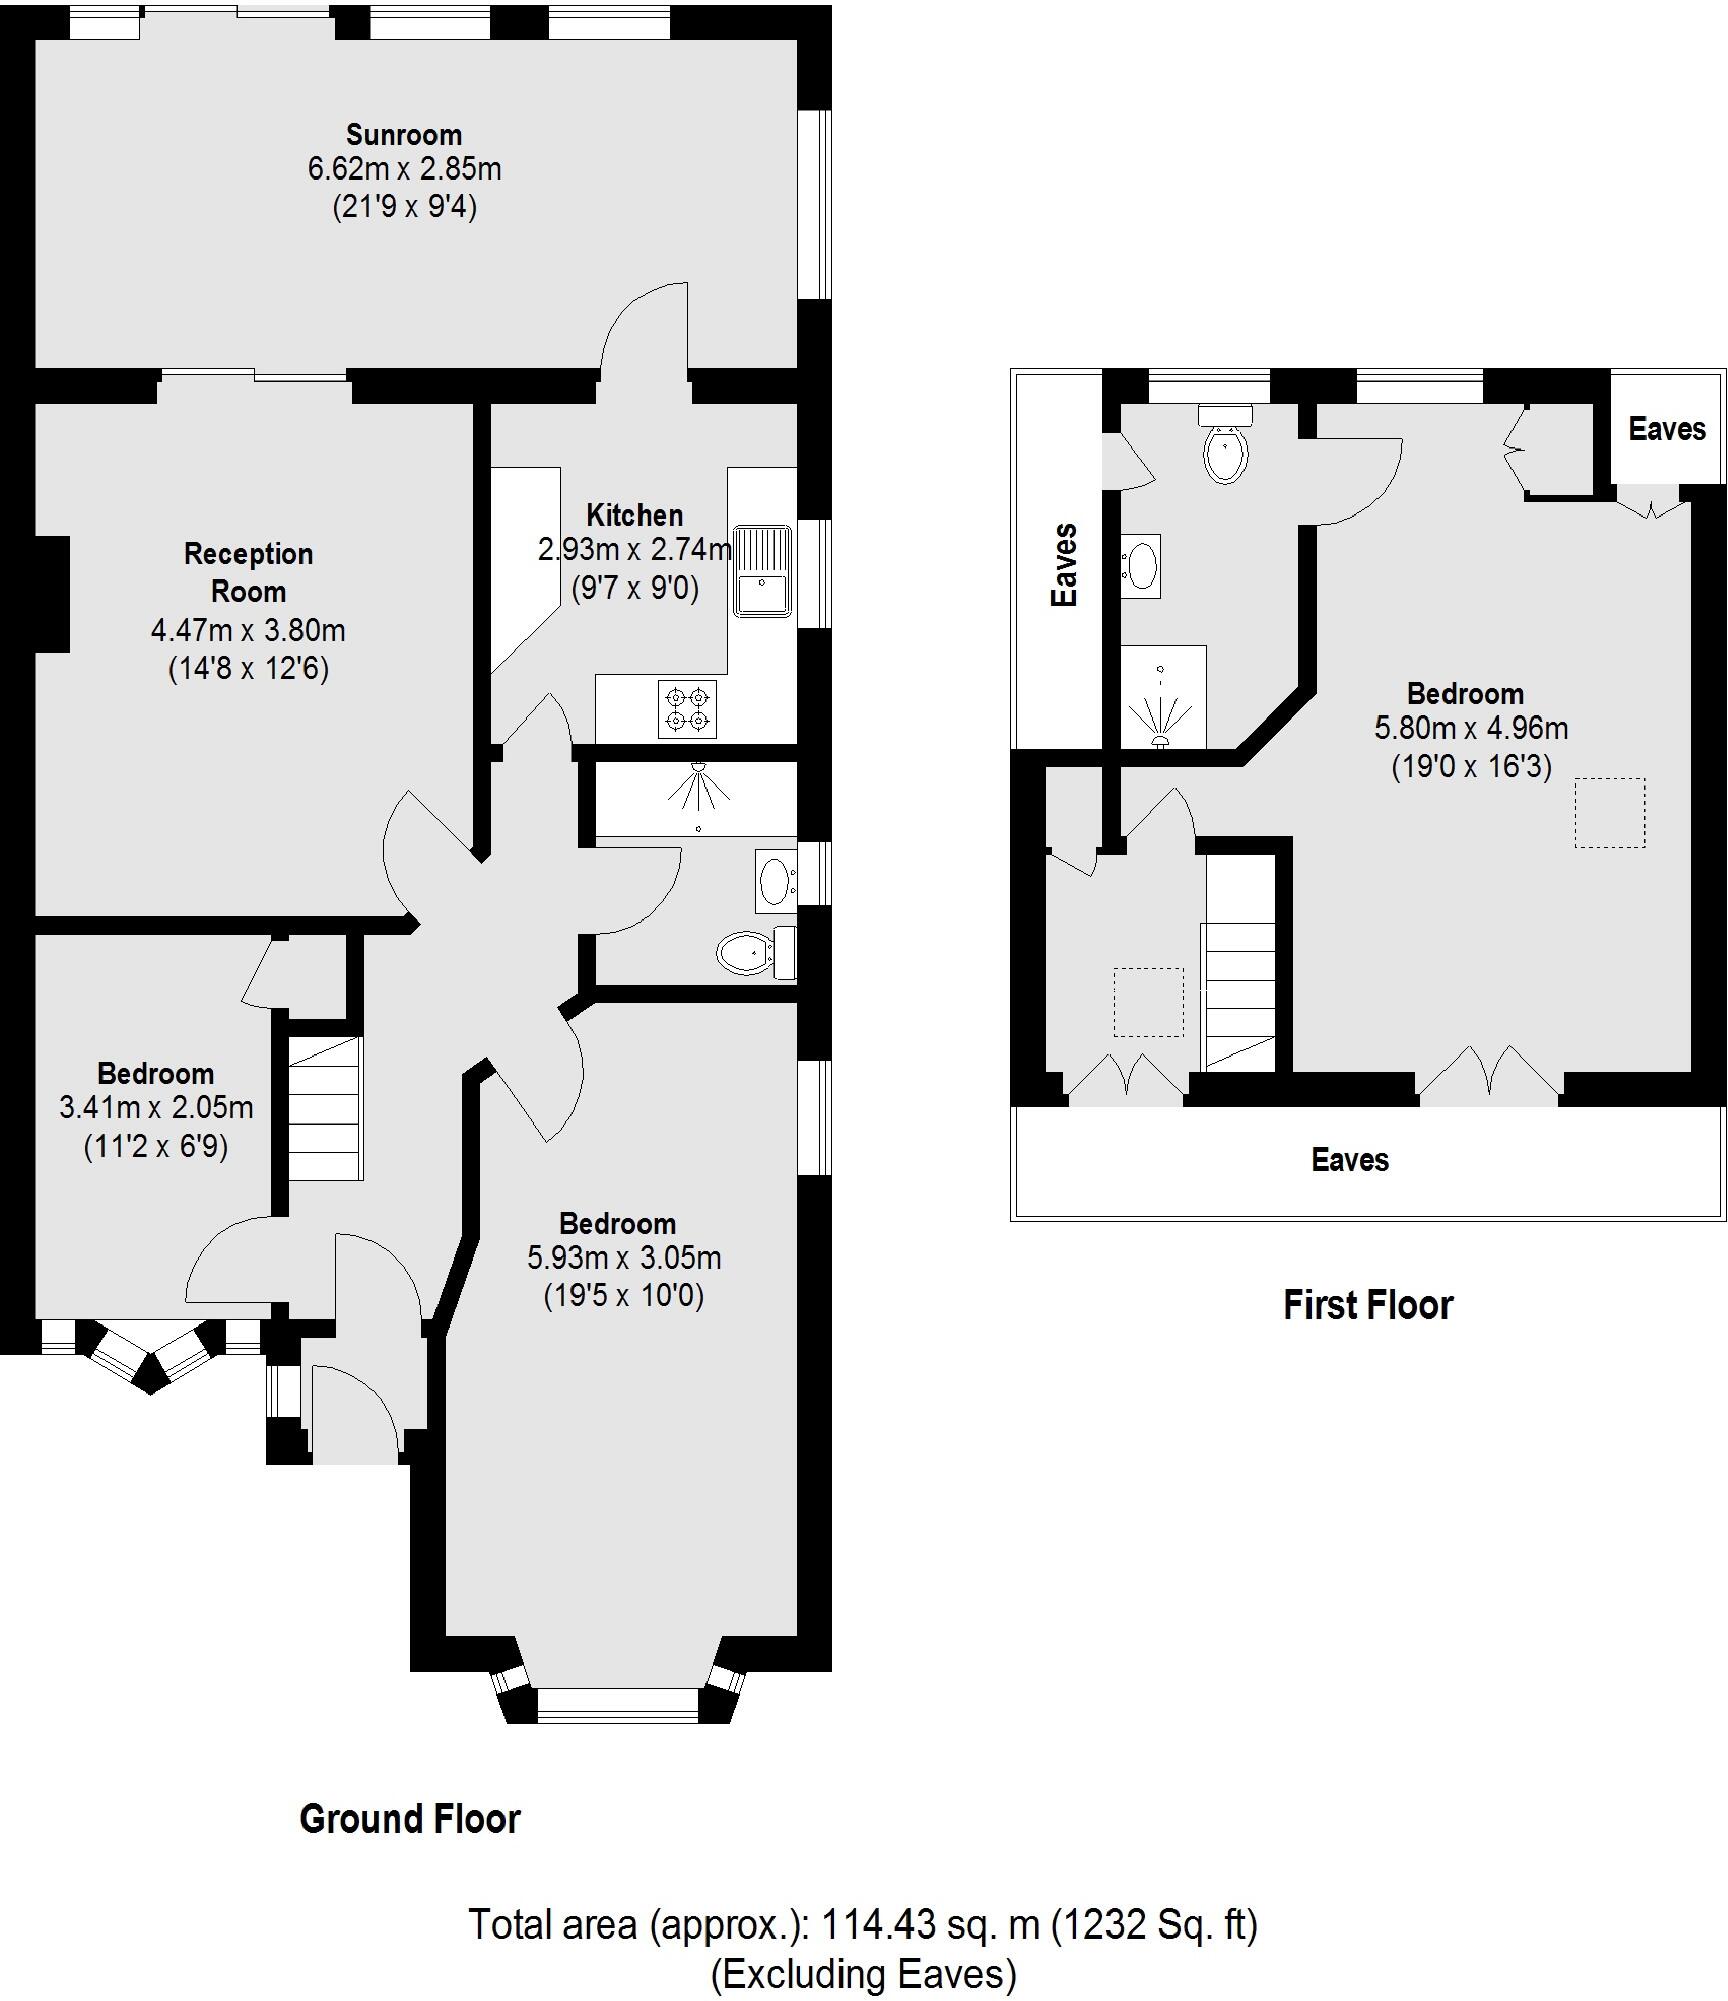 Sunroom
6.62m x 2.85m
(21'9 x 9'4)
Reception
Room
4.47m x 3.80m
(14'8 x 12'6)
Kitchen
2.93m x 2.74m
(9'7 x 9'0)
Bedroom
3.41m x 2.05m
(11'2 x 6'9)
Bedroom
5.93m x 3.05m
(19'5 x 10'0)
Ground Floor
Eaves
Eaves
Bedroom
5.80m x 4.96m
(19'0 x 16'3)
Eaves
First Floor
Total area (approx.): 114.43 sq. m (1232 Sq. ft)
(Excluding Eaves)